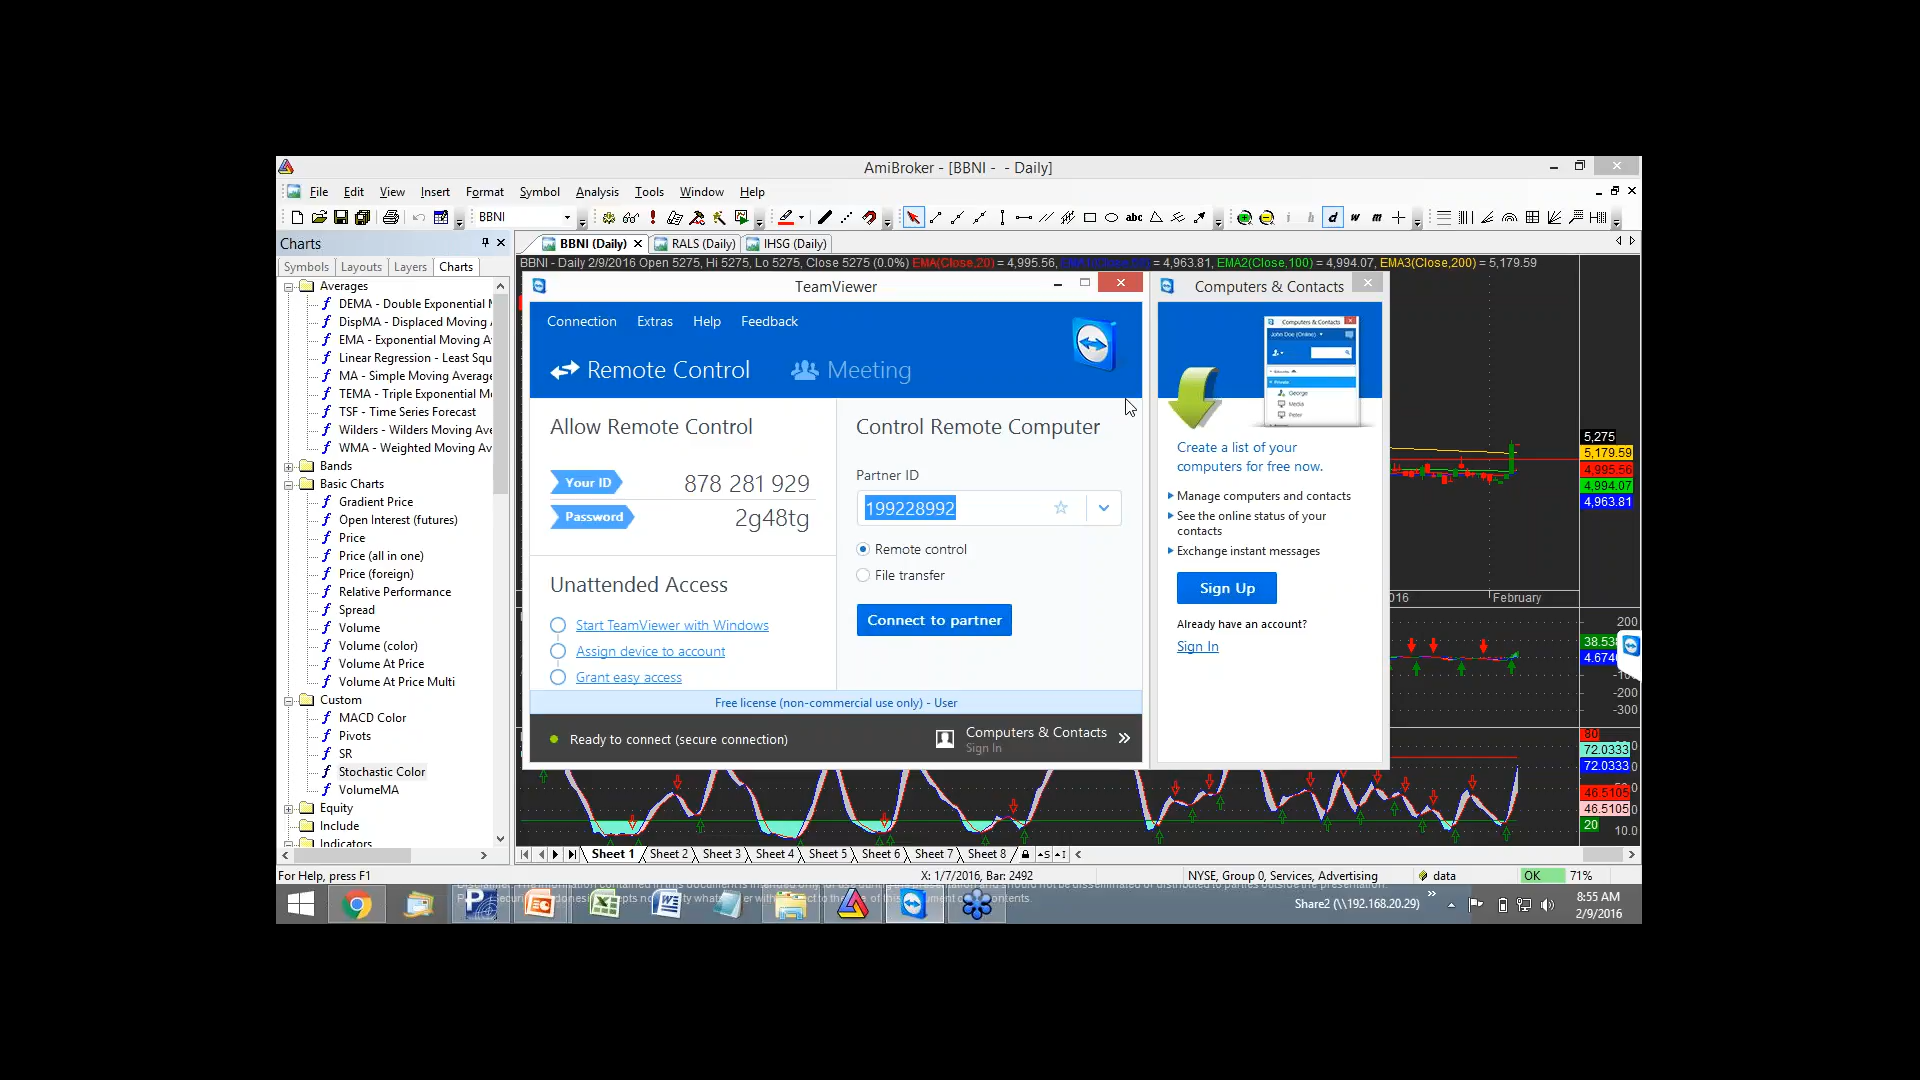 AmiBroker - [BBNI - - Daily]
File Edit View Insert Format Symbol Analysis Tools Window Help
BBNI
abc
i h d w m
Charts
BBNI (Daily) RALS (Daily) IHSG (Daily)
Symbols Layouts Layers Charts
BBNI - Daily 2/9/2016 Open 5275, Hi 5275, Lo 5275, Close 5275 (0.0%) EMA(Close,20) = 4,995.56, = 4,963.81, EMA2(Close,100) = 4,994.07, EMA3(Close,200) = 5,179.59
Averages
DEMA - Double Exponential M
DispMA - Displaced Moving
EMA - Exponential Moving A
Linear Regression - Least Squ
MA - Simple Moving Average
TEMA - Triple Exponential M
TSF - Time Series Forecast
Wilders - Wilders Moving Ave
WMA - Weighted Moving Av
Bands
Basic Charts
Gradient Price
Open Interest (futures)
Price
Price (all in one)
Price (foreign)
Relative Performance
Spread
Volume
Volume (color)
Volume At Price
Volume At Price Multi
Custom
MACD Color
Pivots
SR
Stochastic Color
VolumeMA
Equity
Include
Indicators
TeamViewer
Connection Extras Help Feedback
Remote Control Meeting
Allow Remote Control
Your ID 878 281 929
Password 2g48tg
Unattended Access
Start TeamViewer with Windows
Assign device to account
Grant easy access
Control Remote Computer
Partner ID
199228992
Remote control
File transfer
Connect to partner
Free license (non-commercial use only) - User
Ready to connect (secure connection)
Computers & Contacts
Sign In
Computers & Contacts
Computers & Contacts
John Doe (Online)
George
Media
Peter
Create a list of your
computers for free now.
Manage computers and contacts
See the online status of your
contacts
Exchange instant messages
Sign Up
Already have an account?
Sign In
5,275
5,179.59
4,995.56
4,994.07
4,963.81
016 February
200
38.53
4.674
-200
-300
80
72.0333
72.0333
46.5105
46.5105
20
10.0
Sheet 1 Sheet 2 Sheet 3 Sheet 4 Sheet 5 Sheet 6 Sheet 7 Sheet 8
For Help, press F1
X: 1/7/2016, Bar: 2492
NYSE, Group 0, Services, Advertising
data
OK 71%
Share2 (\\192.168.20.29)
8:55 AM
2/9/2016